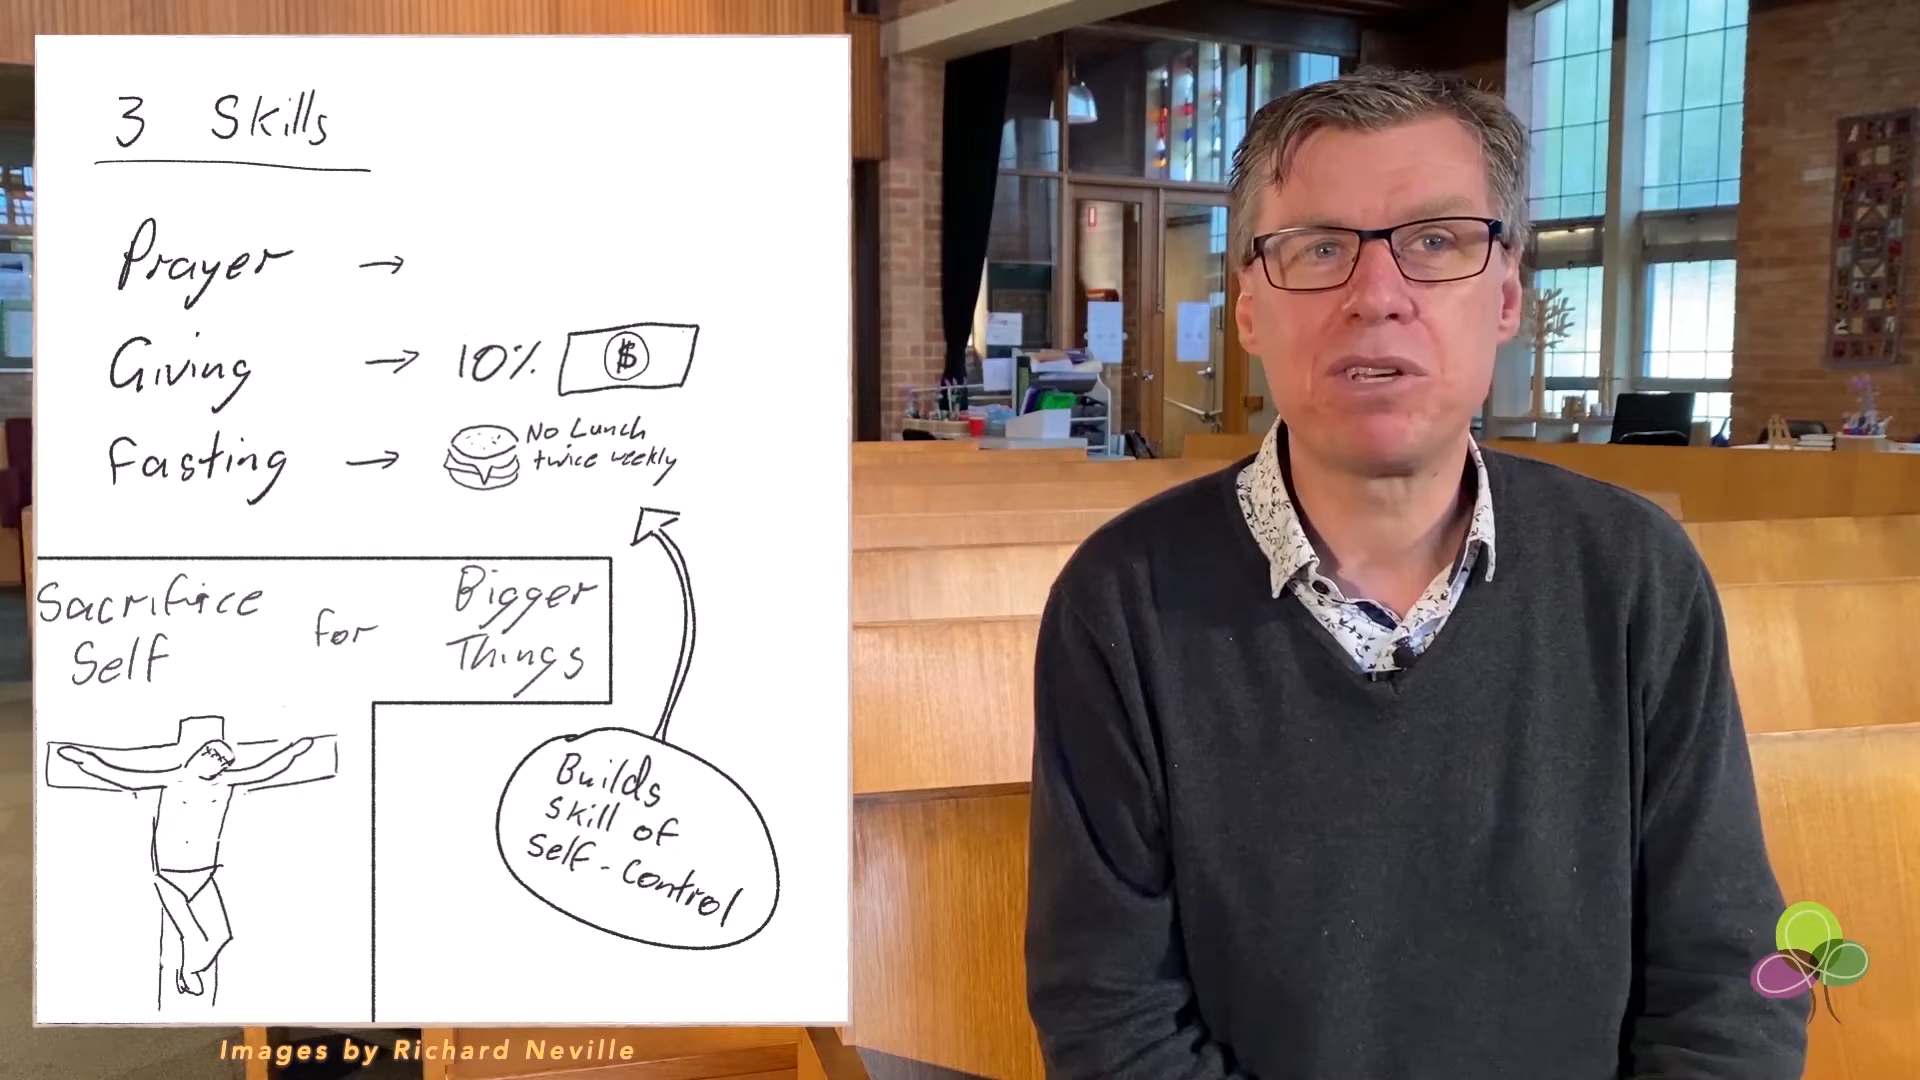 3 Skills
Prayer →
Giving → 10% $
Fasting → No Lunch
twice weekly
Sacrifice for Bigger
Self Things
Builds
skill of
self-control
Images by Richard Neville